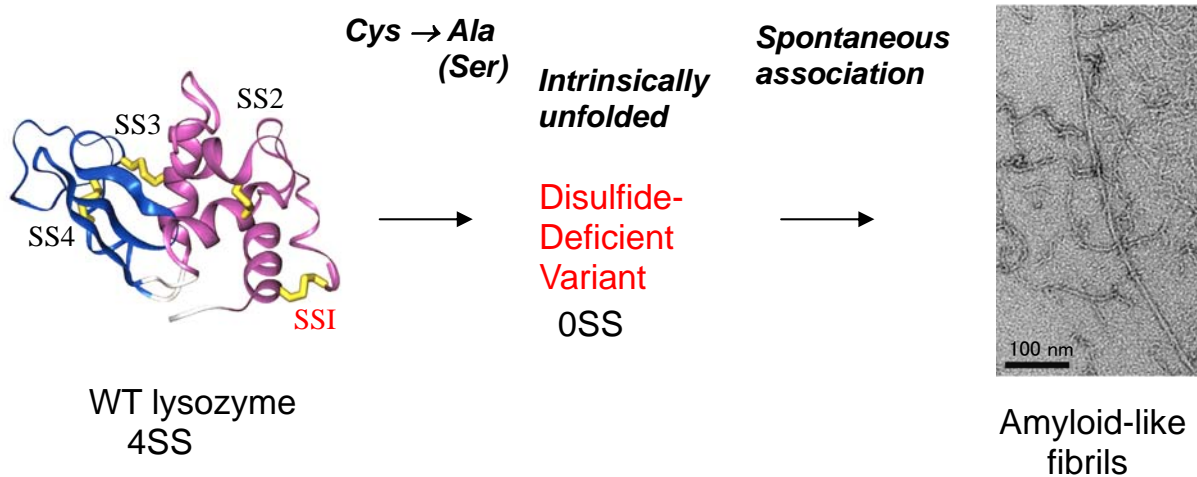 Cys → Ala
(Ser)
Spontaneous
association
Intrinsically
unfolded
SS2
SS3
SS4
SSI
Disulfide-
Deficient
Variant
0SS
100 nm
WT lysozyme
4SS
Amyloid-like
fibrils